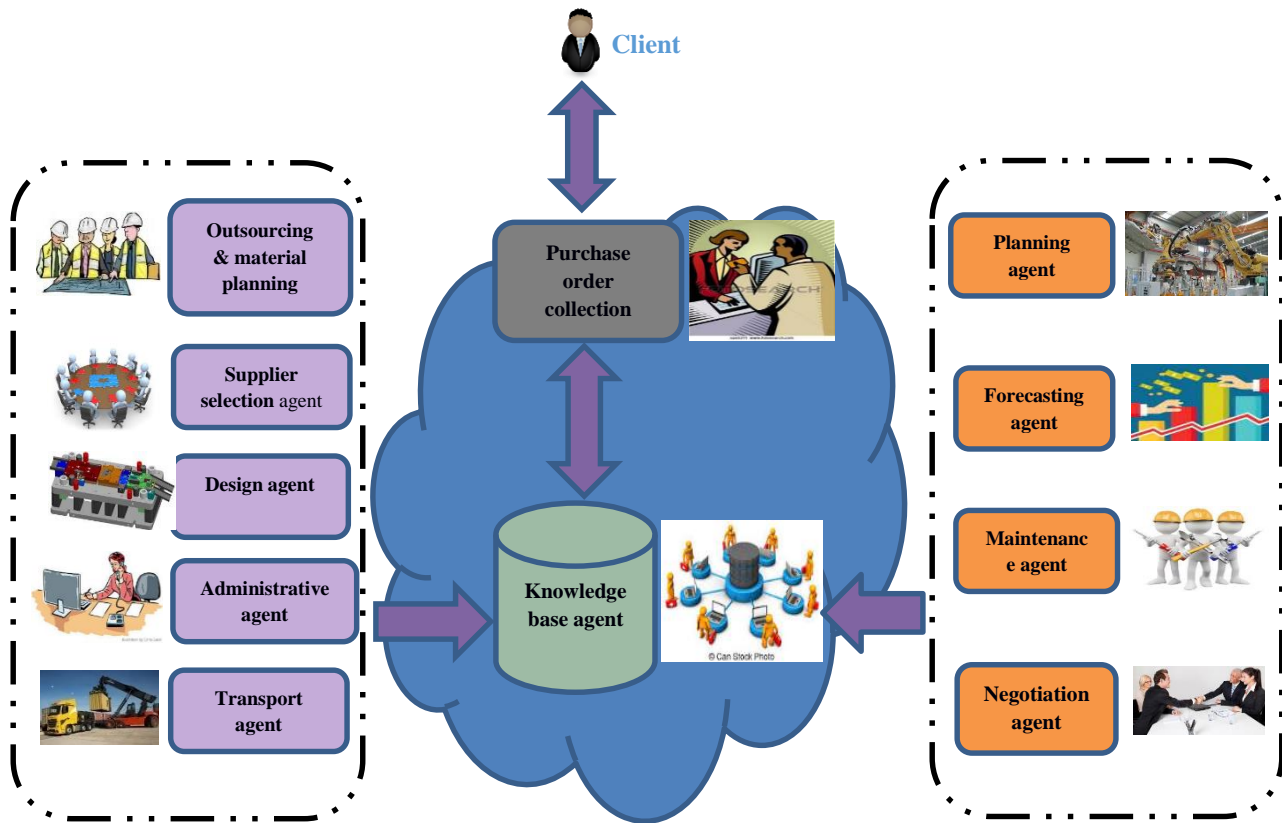 Client
Outsourcing
& material
planning
Supplier
selection agent
Design agent
Administrative
agent
Transport
agent
Purchase
order
collection
Knowledge
base agent
© Can Stock Photo
Planning
agent
Forecasting
agent
Maintenanc
e agent
Negotiation
agent